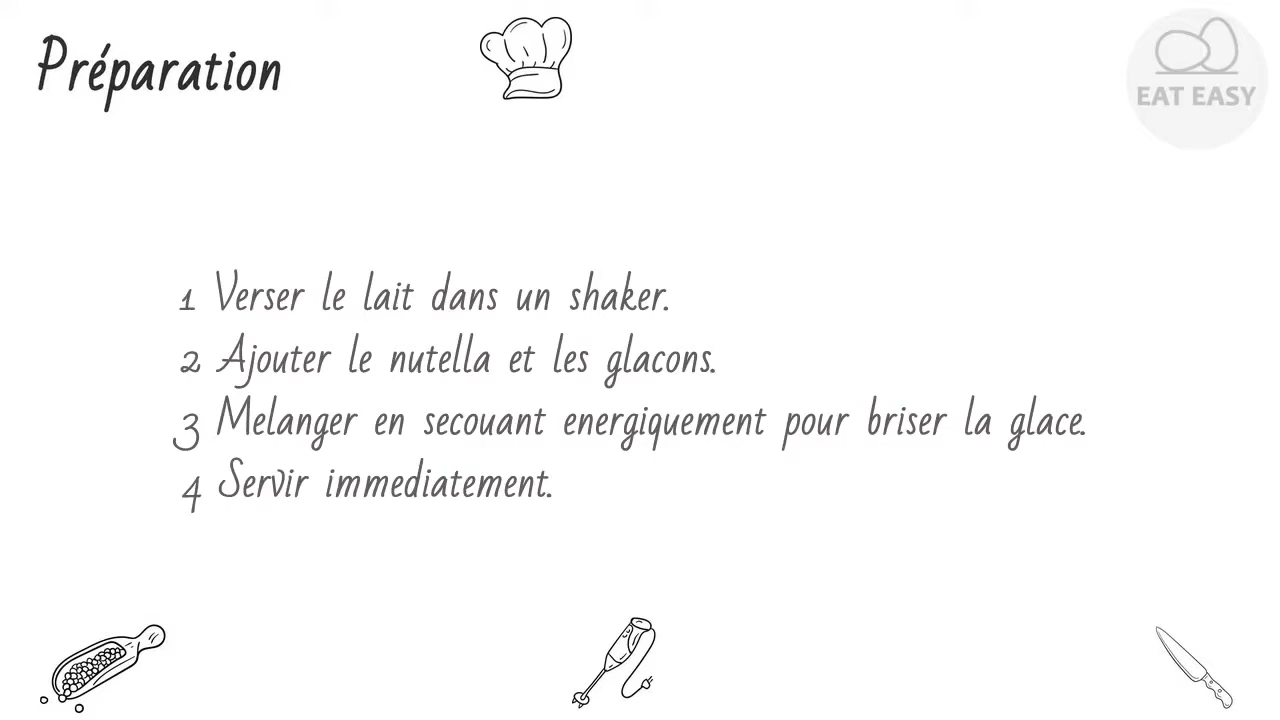 Préparation
EAT EASY
1 Verser le lait dans un shaker.
2 Ajouter le nutella et les glacons.
3 Melanger en secouant energiquement pour briser la glace.
4 Servir immediatement.